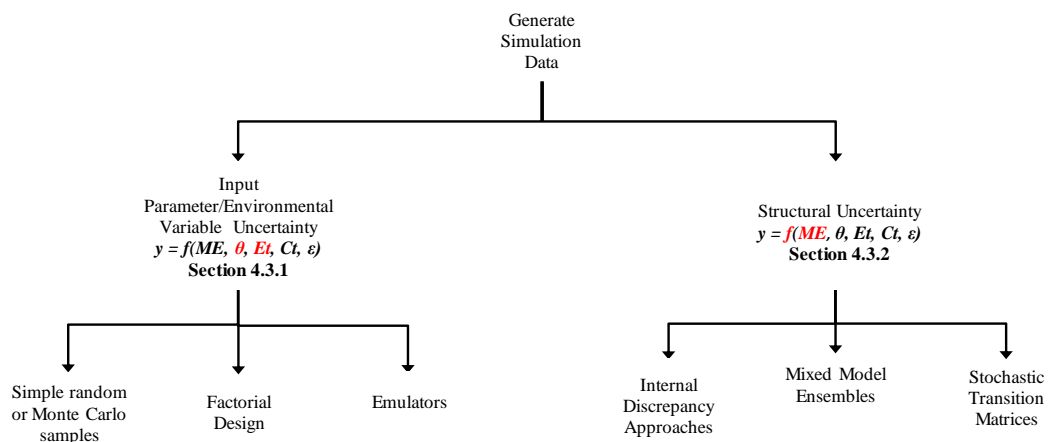 Generate
Simulation
Data
Input
Parameter/Environmental
Variable Uncertainty
y = f(ME, θ, Et, Ct, ε)
Section 4.3.1
Structural Uncertainty
y = f(ME, θ, Et, Ct, ε)
Section 4.3.2
Simple random
or Monte Carlo
samples
Factorial
Design
Emulators
Internal
Discrepancy
Approaches
Mixed Model
Ensembles
Stochastic
Transition
Matrices